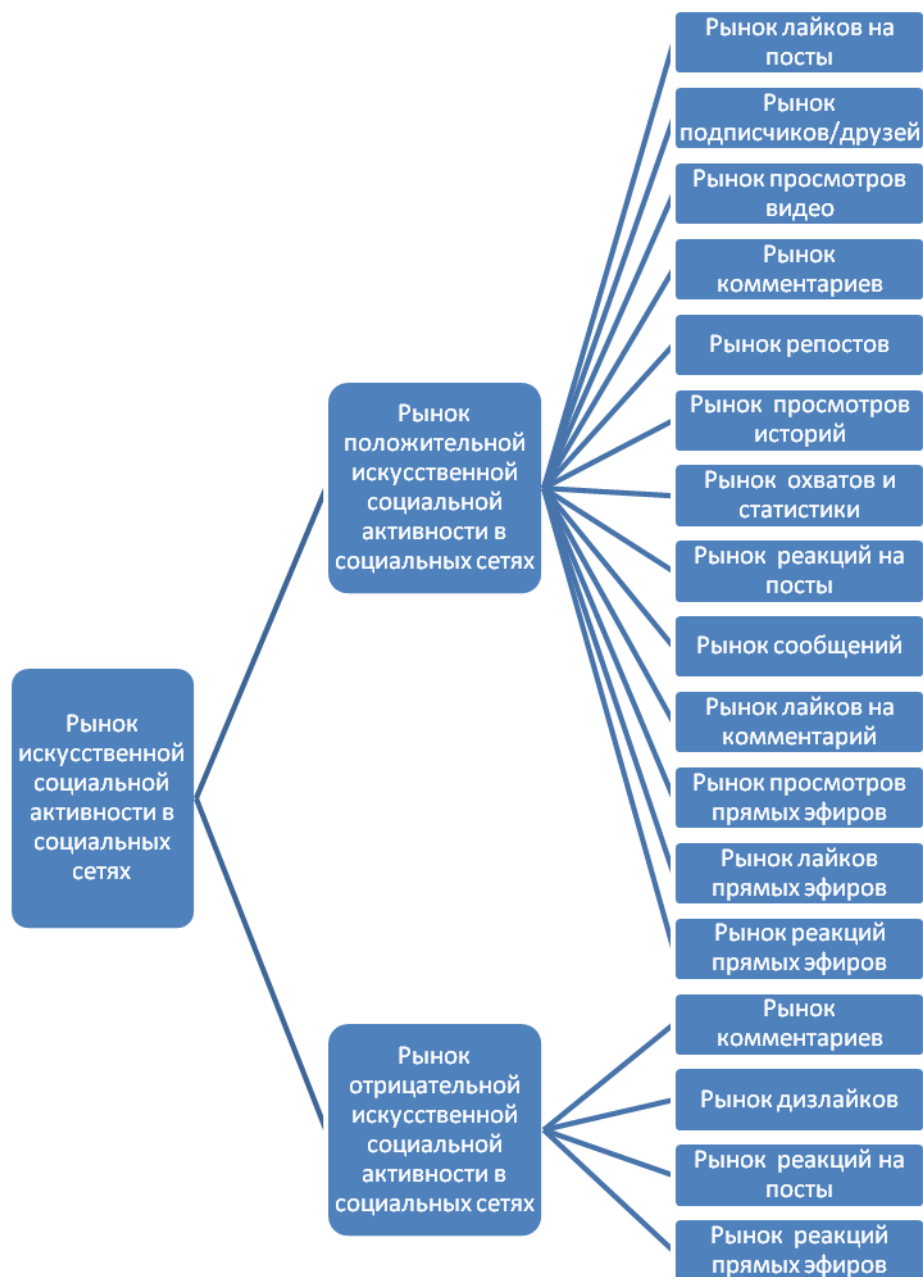 Рынок
искусственной
социальной
активности в
социальных
сетях
Рынок
положительной
искусственной
социальной
активности в
социальных сетях
Рынок лайков на
посты
Рынок
подписчиков/друзей
Рынок просмотров
видео
Рынок
комментариев
Рынок репостов
Рынок просмотров
историй
Рынок охватов и
статистики
Рынок реакций на
посты
Рынок сообщений
Рынок лайков на
комментарий
Рынок просмотров
прямых эфиров
Рынок лайков
прямых эфиров
Рынок реакций
прямых эфиров
Рынок
отрицательной
искусственной
социальной
активности в
социальных сетях
Рынок
комментариев
Рынок дизлайков
Рынок реакций на
посты
Рынок реакций
прямых эфиров